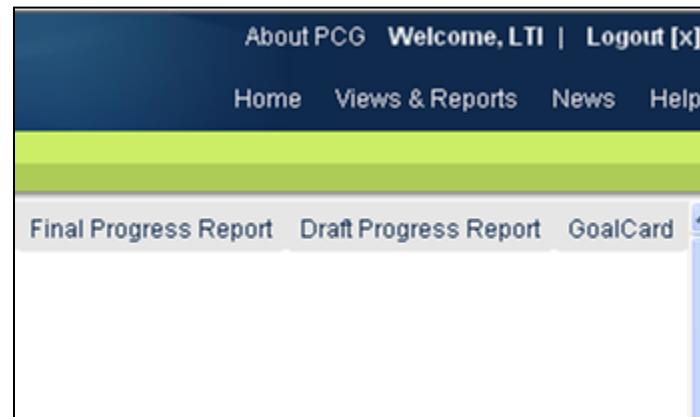 About PCG Welcome, LTI | Logout [x]
Home Views & Reports News Help
Final Progress Report Draft Progress Report GoalCard